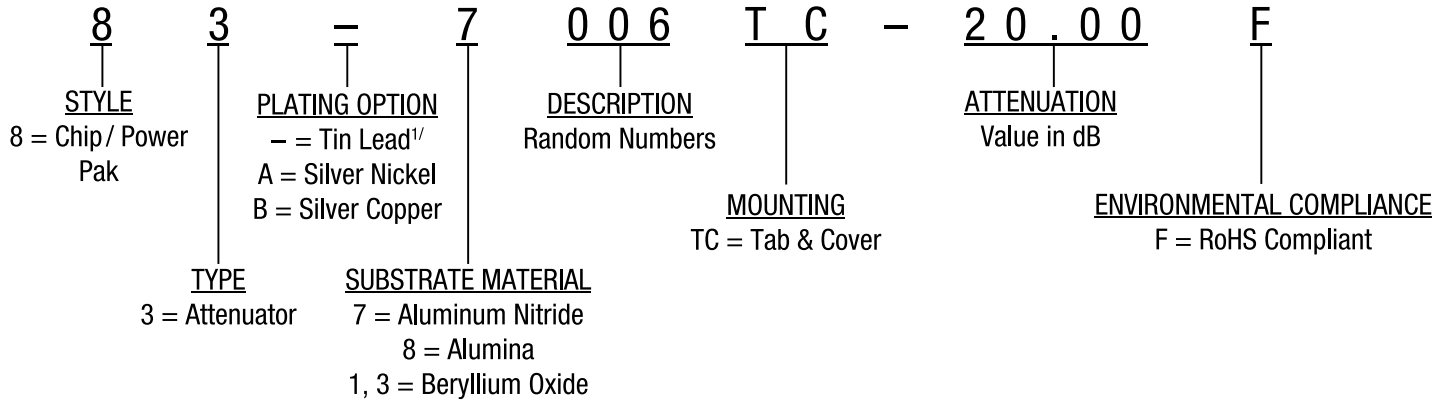 8 3 – 7 0 0 6 T C – 2 0 . 0 0 F
STYLE
8 = Chip / Power
Pak
PLATING OPTION
– = Tin Lead1/
A = Silver Nickel
B = Silver Copper
DESCRIPTION
Random Numbers
ATTENUATION
Value in dB
MOUNTING
TC = Tab & Cover
ENVIRONMENTAL COMPLIANCE
F = RoHS Compliant
TYPE
3 = Attenuator
SUBSTRATE MATERIAL
7 = Aluminum Nitride
8 = Alumina
1, 3 = Beryllium Oxide